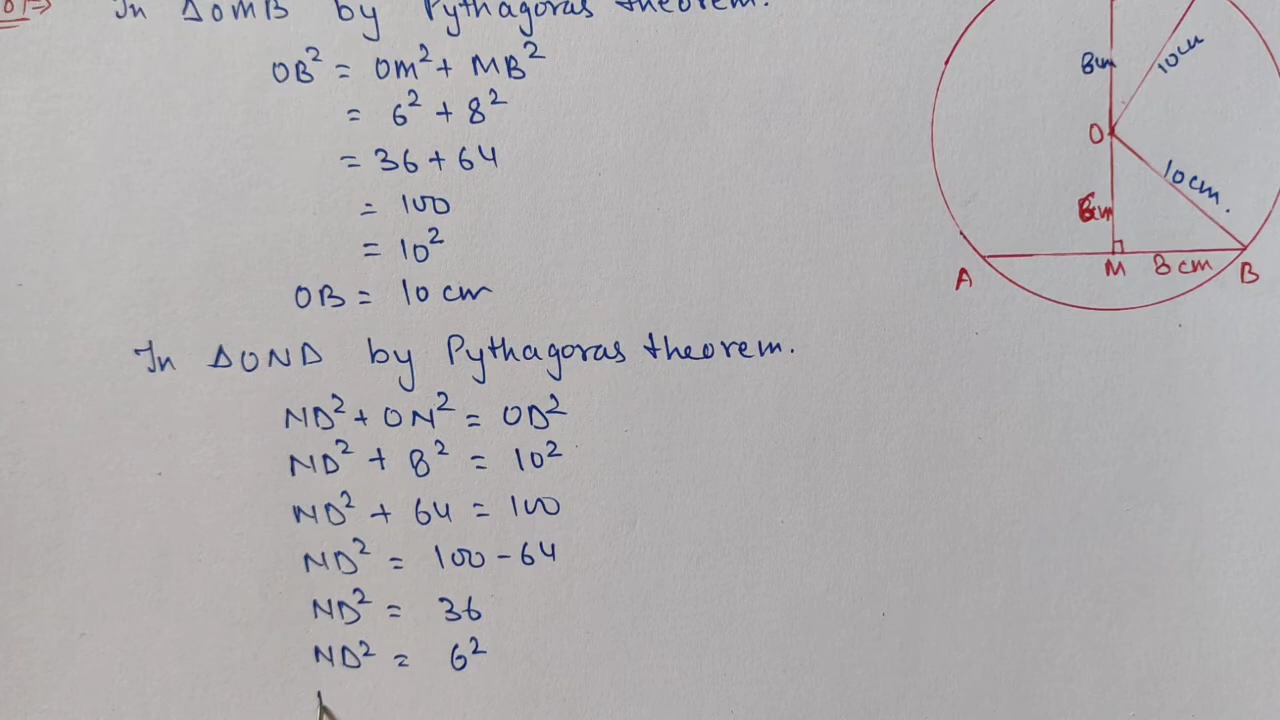 In ΔOMB by Pythagoras theorem.
OB² = OM² + MB²
= 6² + 8²
= 36 + 64
= 100
= 10²
OB = 10 cm
In ΔOND by Pythagoras theorem.
ND² + ON² = OD²
ND² + 8² = 10²
ND² + 64 = 100
ND² = 100 - 64
ND² = 36
ND² = 6²
8cm
10cm
O
10cm.
6cm
A
M
8cm
B